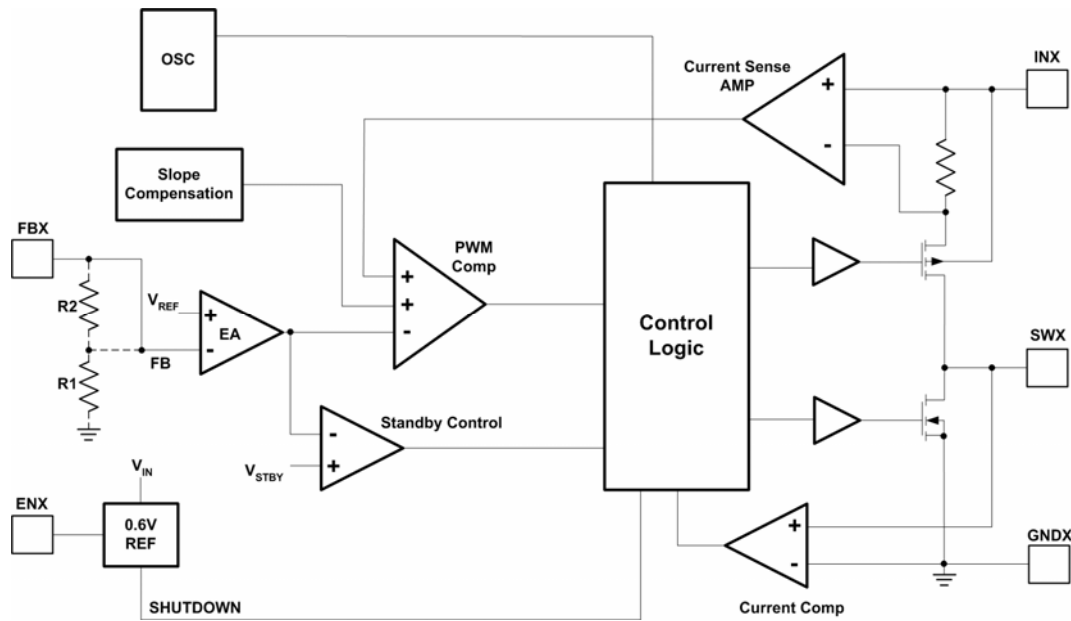 OSC
Current Sense
AMP
INX
+
-
Slope
Compensation
FBX
PWM
Comp
+
+
-
R2
VREF
+
EA
-
FB
R1
Control
Logic
SWX
Standby Control
-
+
VSTBY
VIN
ENX
0.6V
REF
+
-
GNDX
SHUTDOWN
Current Comp